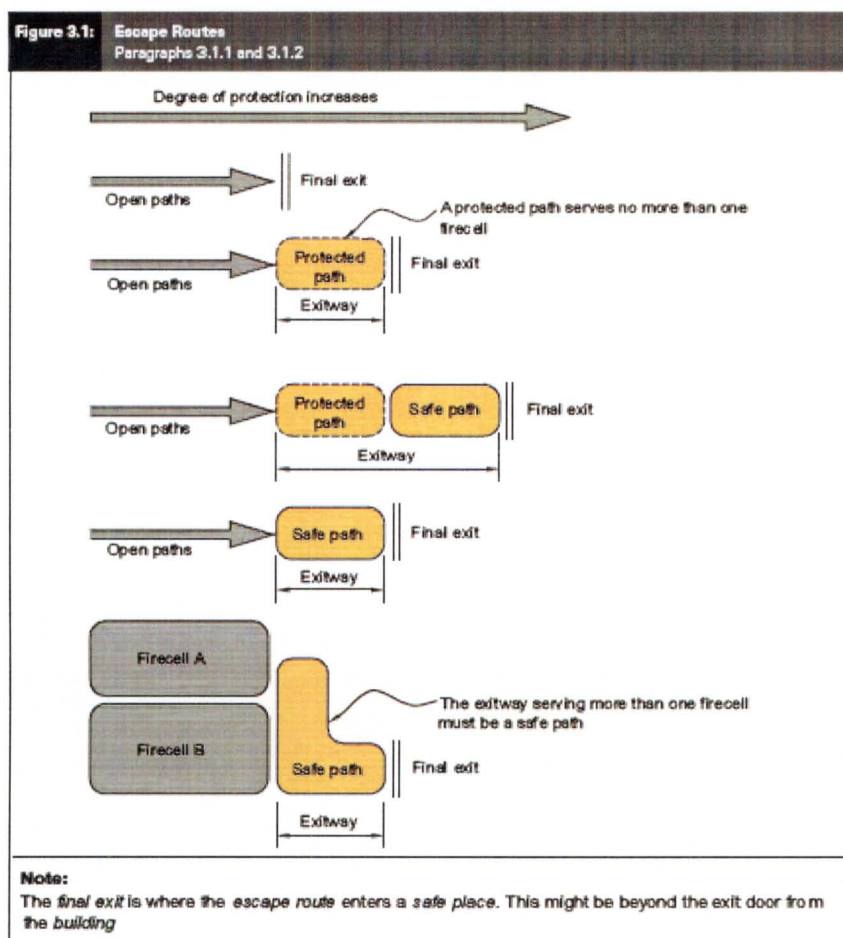 Figure 3.1: Escape Routes
Paragraphs 3.1.1 and 3.1.2
Degree of protection increases
Open paths
Final exit
A protected path serves no more than one
firecell
Open paths
Protected
path
Final exit
Exitway
Open paths
Protected
path
Safe path
Final exit
Exitway
Open paths
Safe path
Final exit
Exitway
Firecell A
Firecell B
The exitway serving more than one firecell
must be a safe path
Safe path
Final exit
Exitway
Note:
The final exit is where the escape route enters a safe place. This might be beyond the exit door from
the building